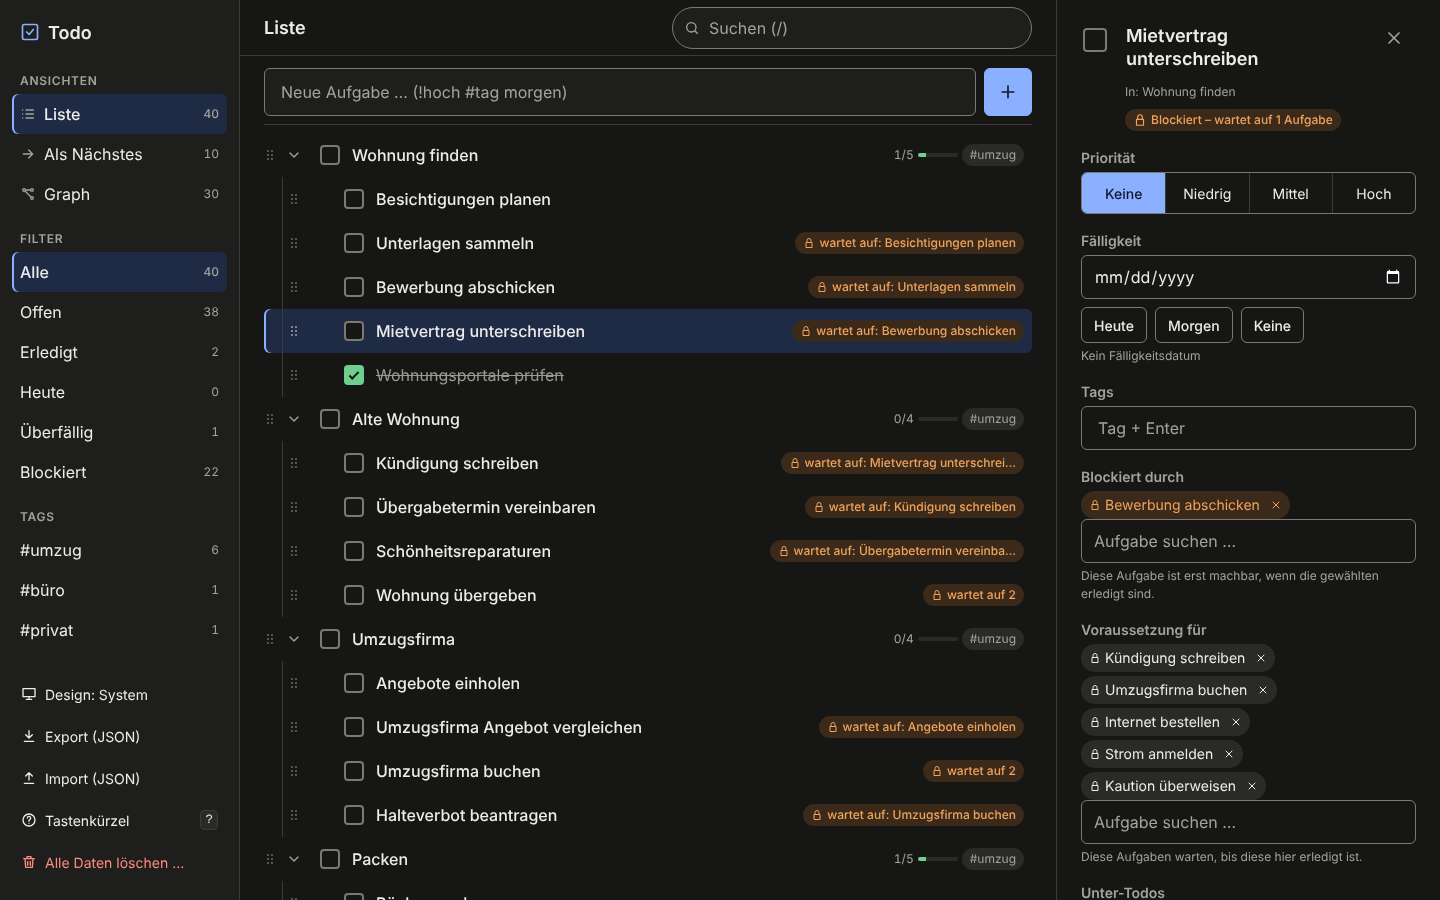 Todo
ANSICHTEN
Liste 40
Als Nächstes 10
Graph 30
FILTER
Alle 40
Offen 38
Erledigt 2
Heute 0
Überfällig 1
Blockiert 22
TAGS
#umzug 6
#büro 1
#privat 1
Design: System
Export (JSON)
Import (JSON)
Tastenkürzel ?
Alle Daten löschen ...
Liste
Suchen (/)
Neue Aufgabe ... (!hoch #tag morgen)
Wohnung finden 1/5 #umzug
Besichtigungen planen
Unterlagen sammeln wartet auf: Besichtigungen planen
Bewerbung abschicken wartet auf: Unterlagen sammeln
Mietvertrag unterschreiben wartet auf: Bewerbung abschicken
Wohnungsportale prüfen
Alte Wohnung 0/4 #umzug
Kündigung schreiben wartet auf: Mietvertrag unterschrei...
Übergabetermin vereinbaren wartet auf: Kündigung schreiben
Schönheitsreparaturen wartet auf: Übergabetermin vereinba...
Wohnung übergeben wartet auf 2
Umzugsfirma 0/4 #umzug
Angebote einholen
Umzugsfirma Angebot vergleichen wartet auf: Angebote einholen
Umzugsfirma buchen wartet auf 2
Halteverbot beantragen wartet auf: Umzugsfirma buchen
Packen 1/5 #umzug
Mietvertrag
unterschreiben
In: Wohnung finden
Blockiert – wartet auf 1 Aufgabe
Priorität
Keine Niedrig Mittel Hoch
Fälligkeit
mm/dd/yyyy
Heute Morgen Keine
Kein Fälligkeitsdatum
Tags
Tag + Enter
Blockiert durch
Bewerbung abschicken
Aufgabe suchen ...
Diese Aufgabe ist erst machbar, wenn die gewählten
erledigt sind.
Voraussetzung für
Kündigung schreiben
Umzugsfirma buchen
Internet bestellen
Strom anmelden
Kaution überweisen
Aufgabe suchen ...
Diese Aufgaben warten, bis diese hier erledigt ist.
Unter-Todos